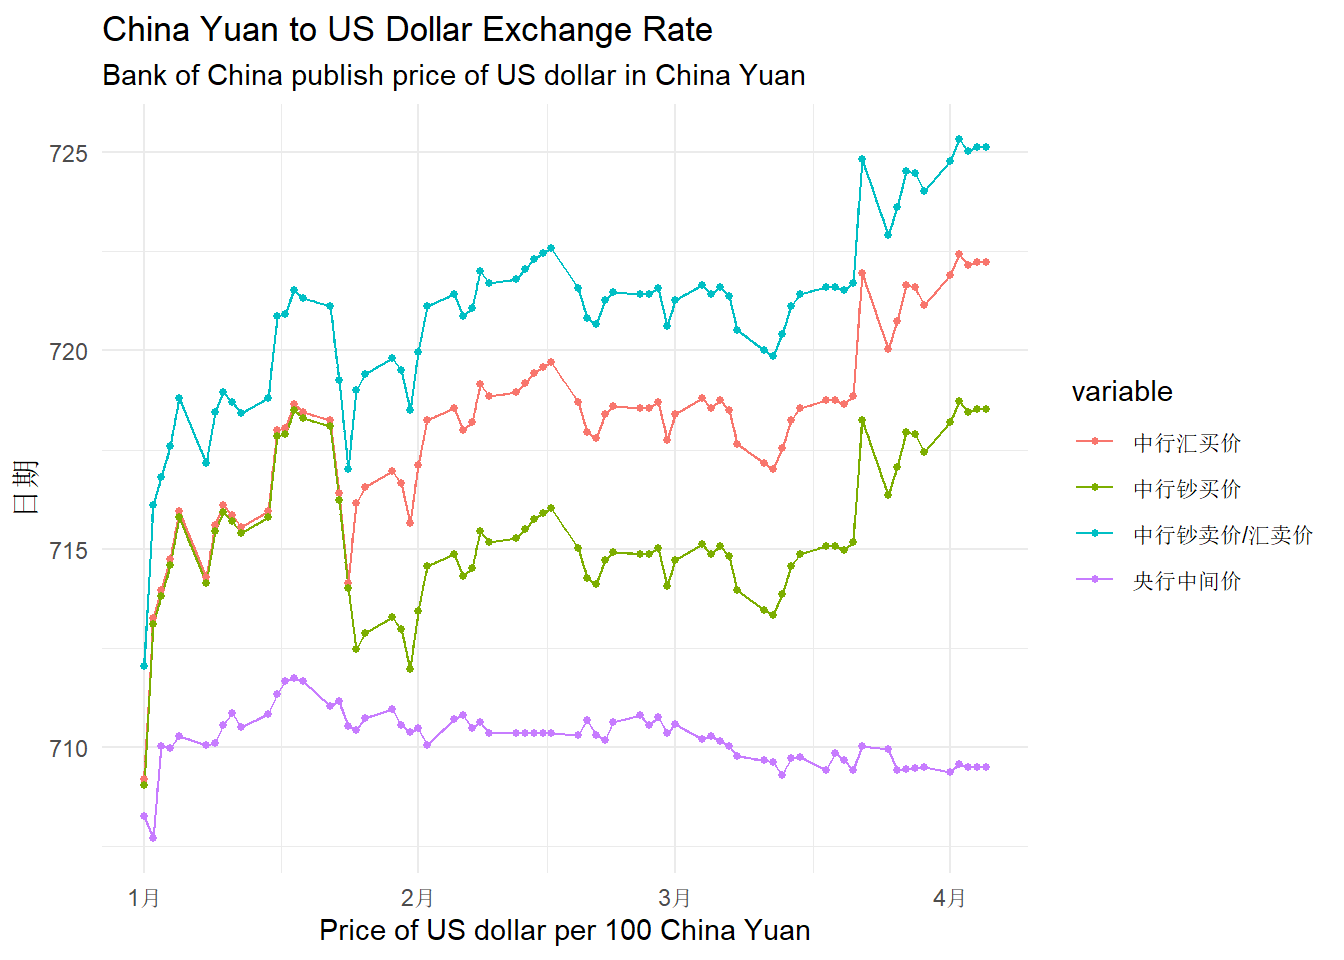 China Yuan to US Dollar Exchange Rate
Bank of China publish price of US dollar in China Yuan
725
720
715
710
日期
1月
2月
3月
4月
Price of US dollar per 100 China Yuan
variable
中行汇买价
中行钞买价
中行钞卖价/汇卖价
央行中间价